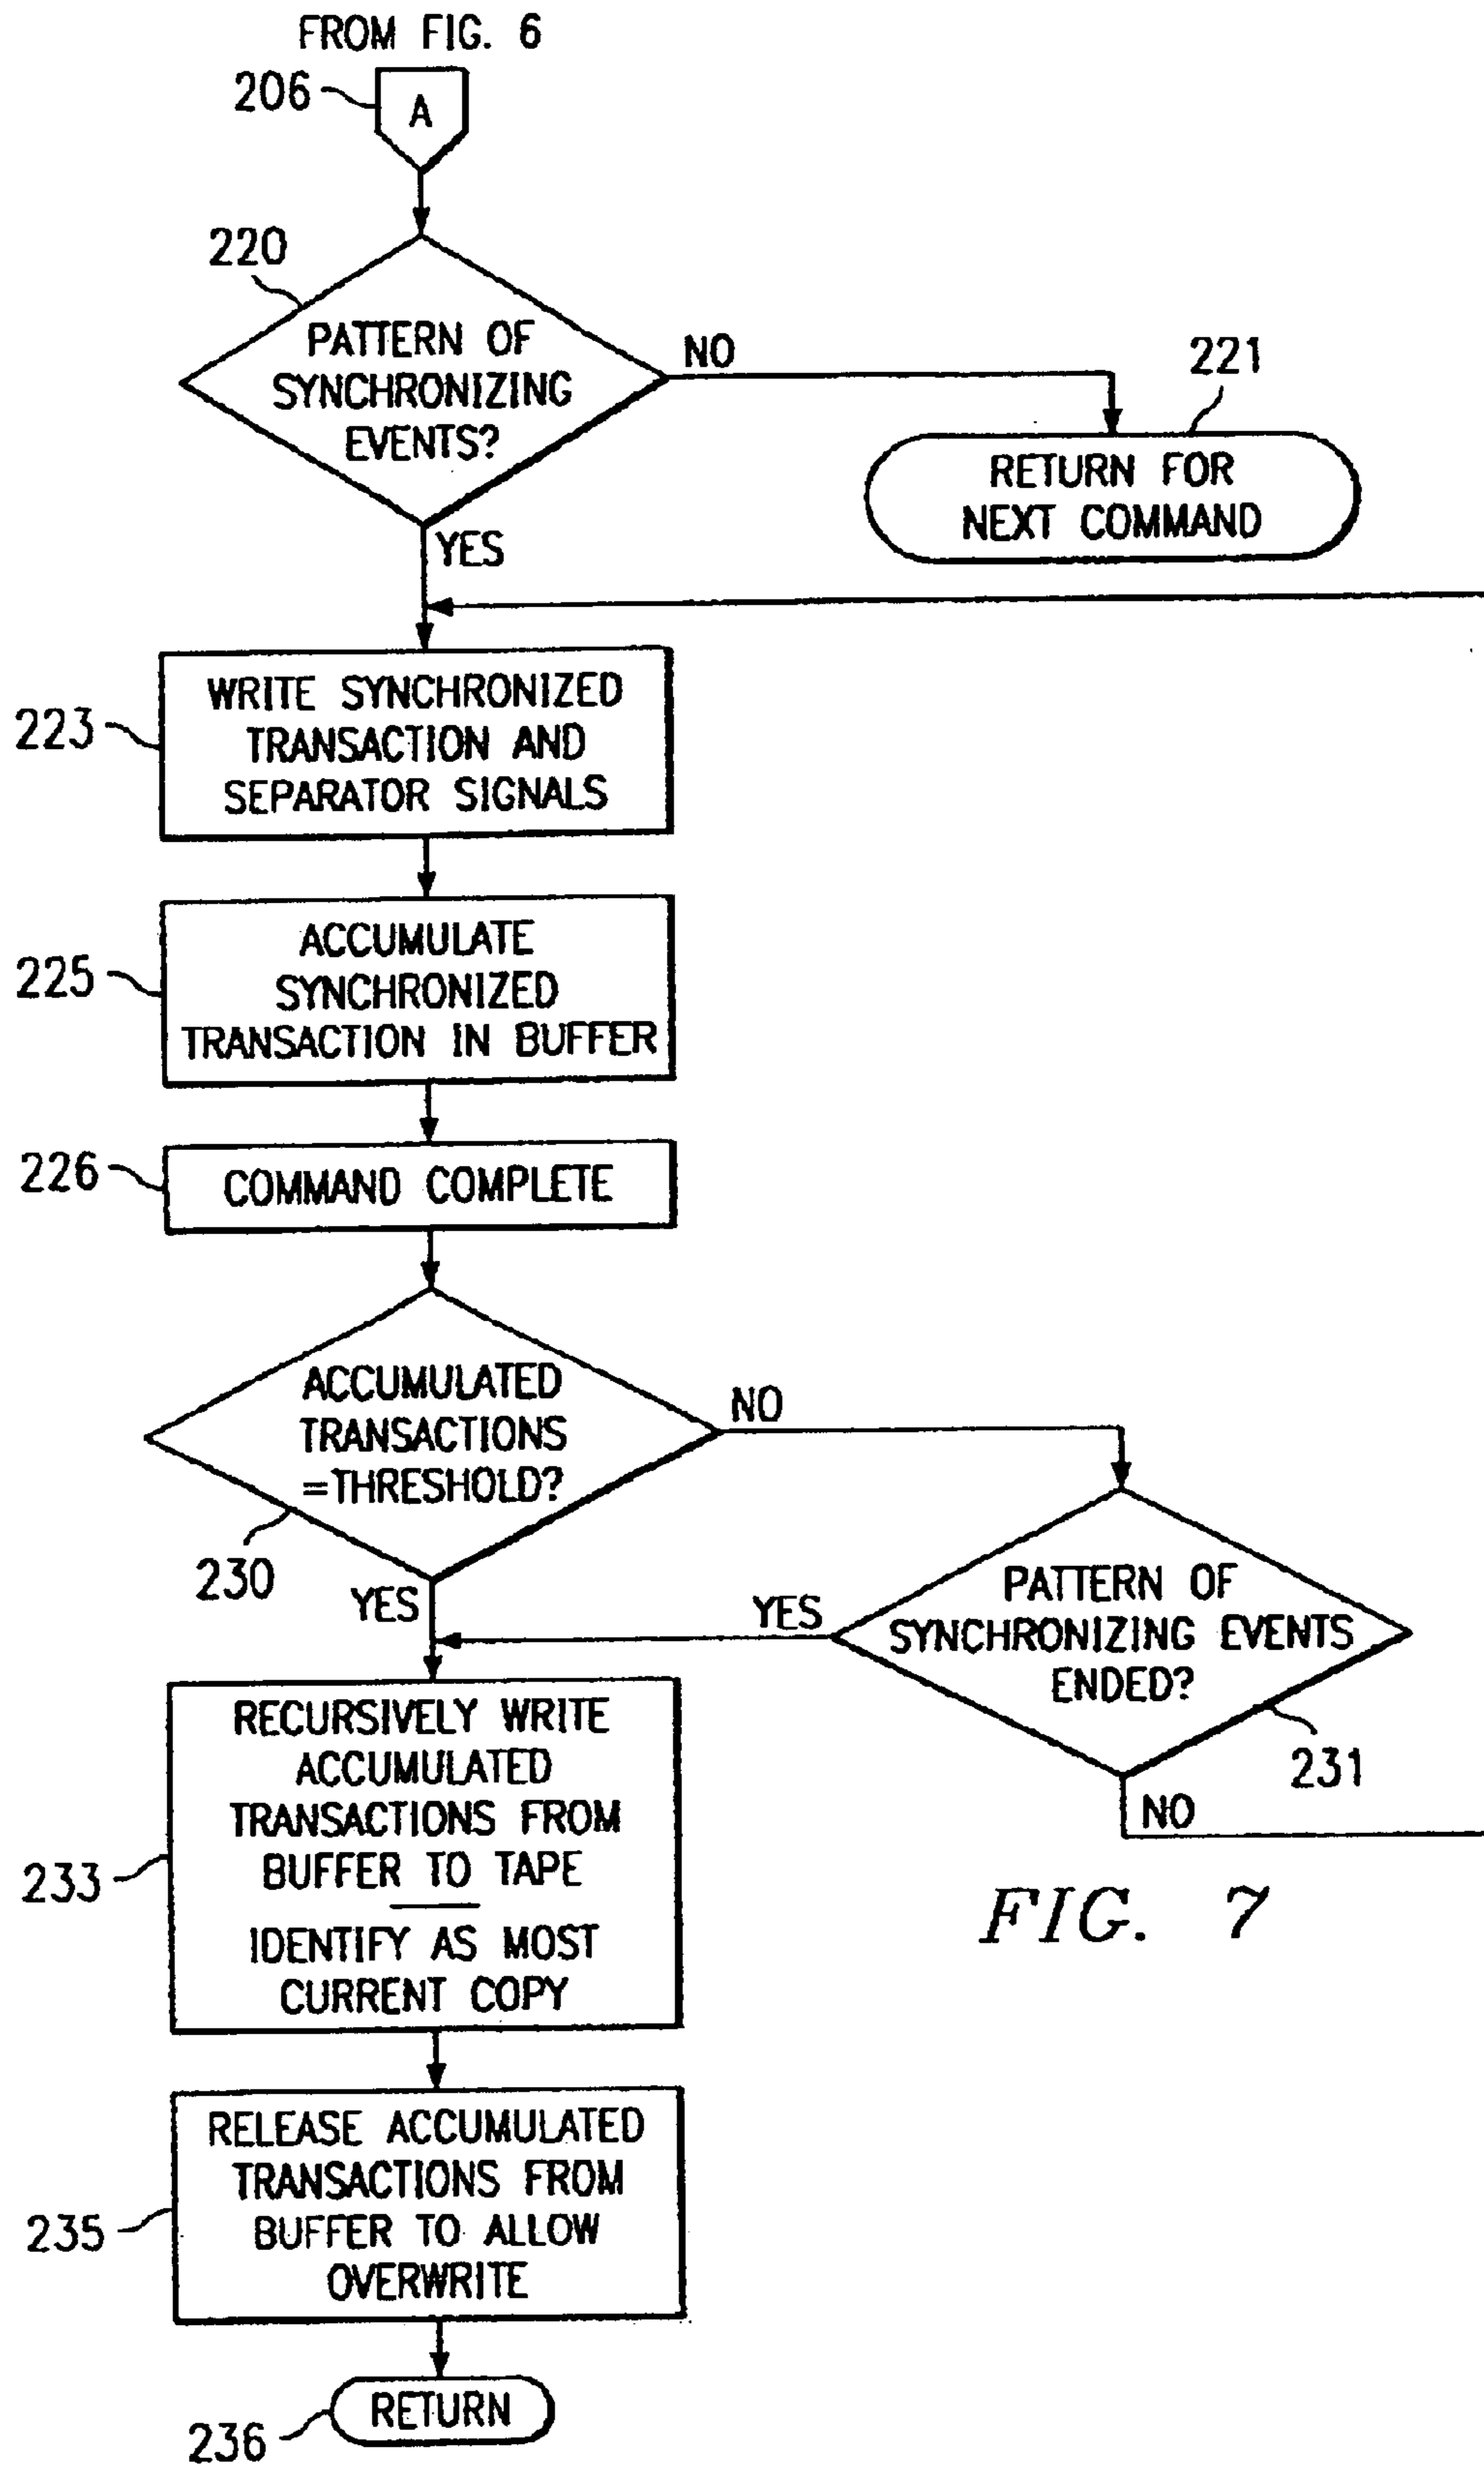 FROM FIG. 6
206
A
220
PATTERN OF
SYNCHRONIZING
EVENTS?
NO
221
RETURN FOR
NEXT COMMAND
YES
223
WRITE SYNCHRONIZED
TRANSACTION AND
SEPARATOR SIGNALS
225
ACCUMULATE
SYNCHRONIZED
TRANSACTION IN BUFFER
226
COMMAND COMPLETE
ACCUMULATED
TRANSACTIONS
=THRESHOLD?
NO
230
YES
PATTERN OF
SYNCHRONIZING EVENTS
ENDED?
YES
231
NO
233
RECURSIVELY WRITE
ACCUMULATED
TRANSACTIONS FROM
BUFFER TO TAPE
IDENTIFY AS MOST
CURRENT COPY
FIG. 7
235
RELEASE ACCUMULATED
TRANSACTIONS FROM
BUFFER TO ALLOW
OVERWRITE
236
RETURN